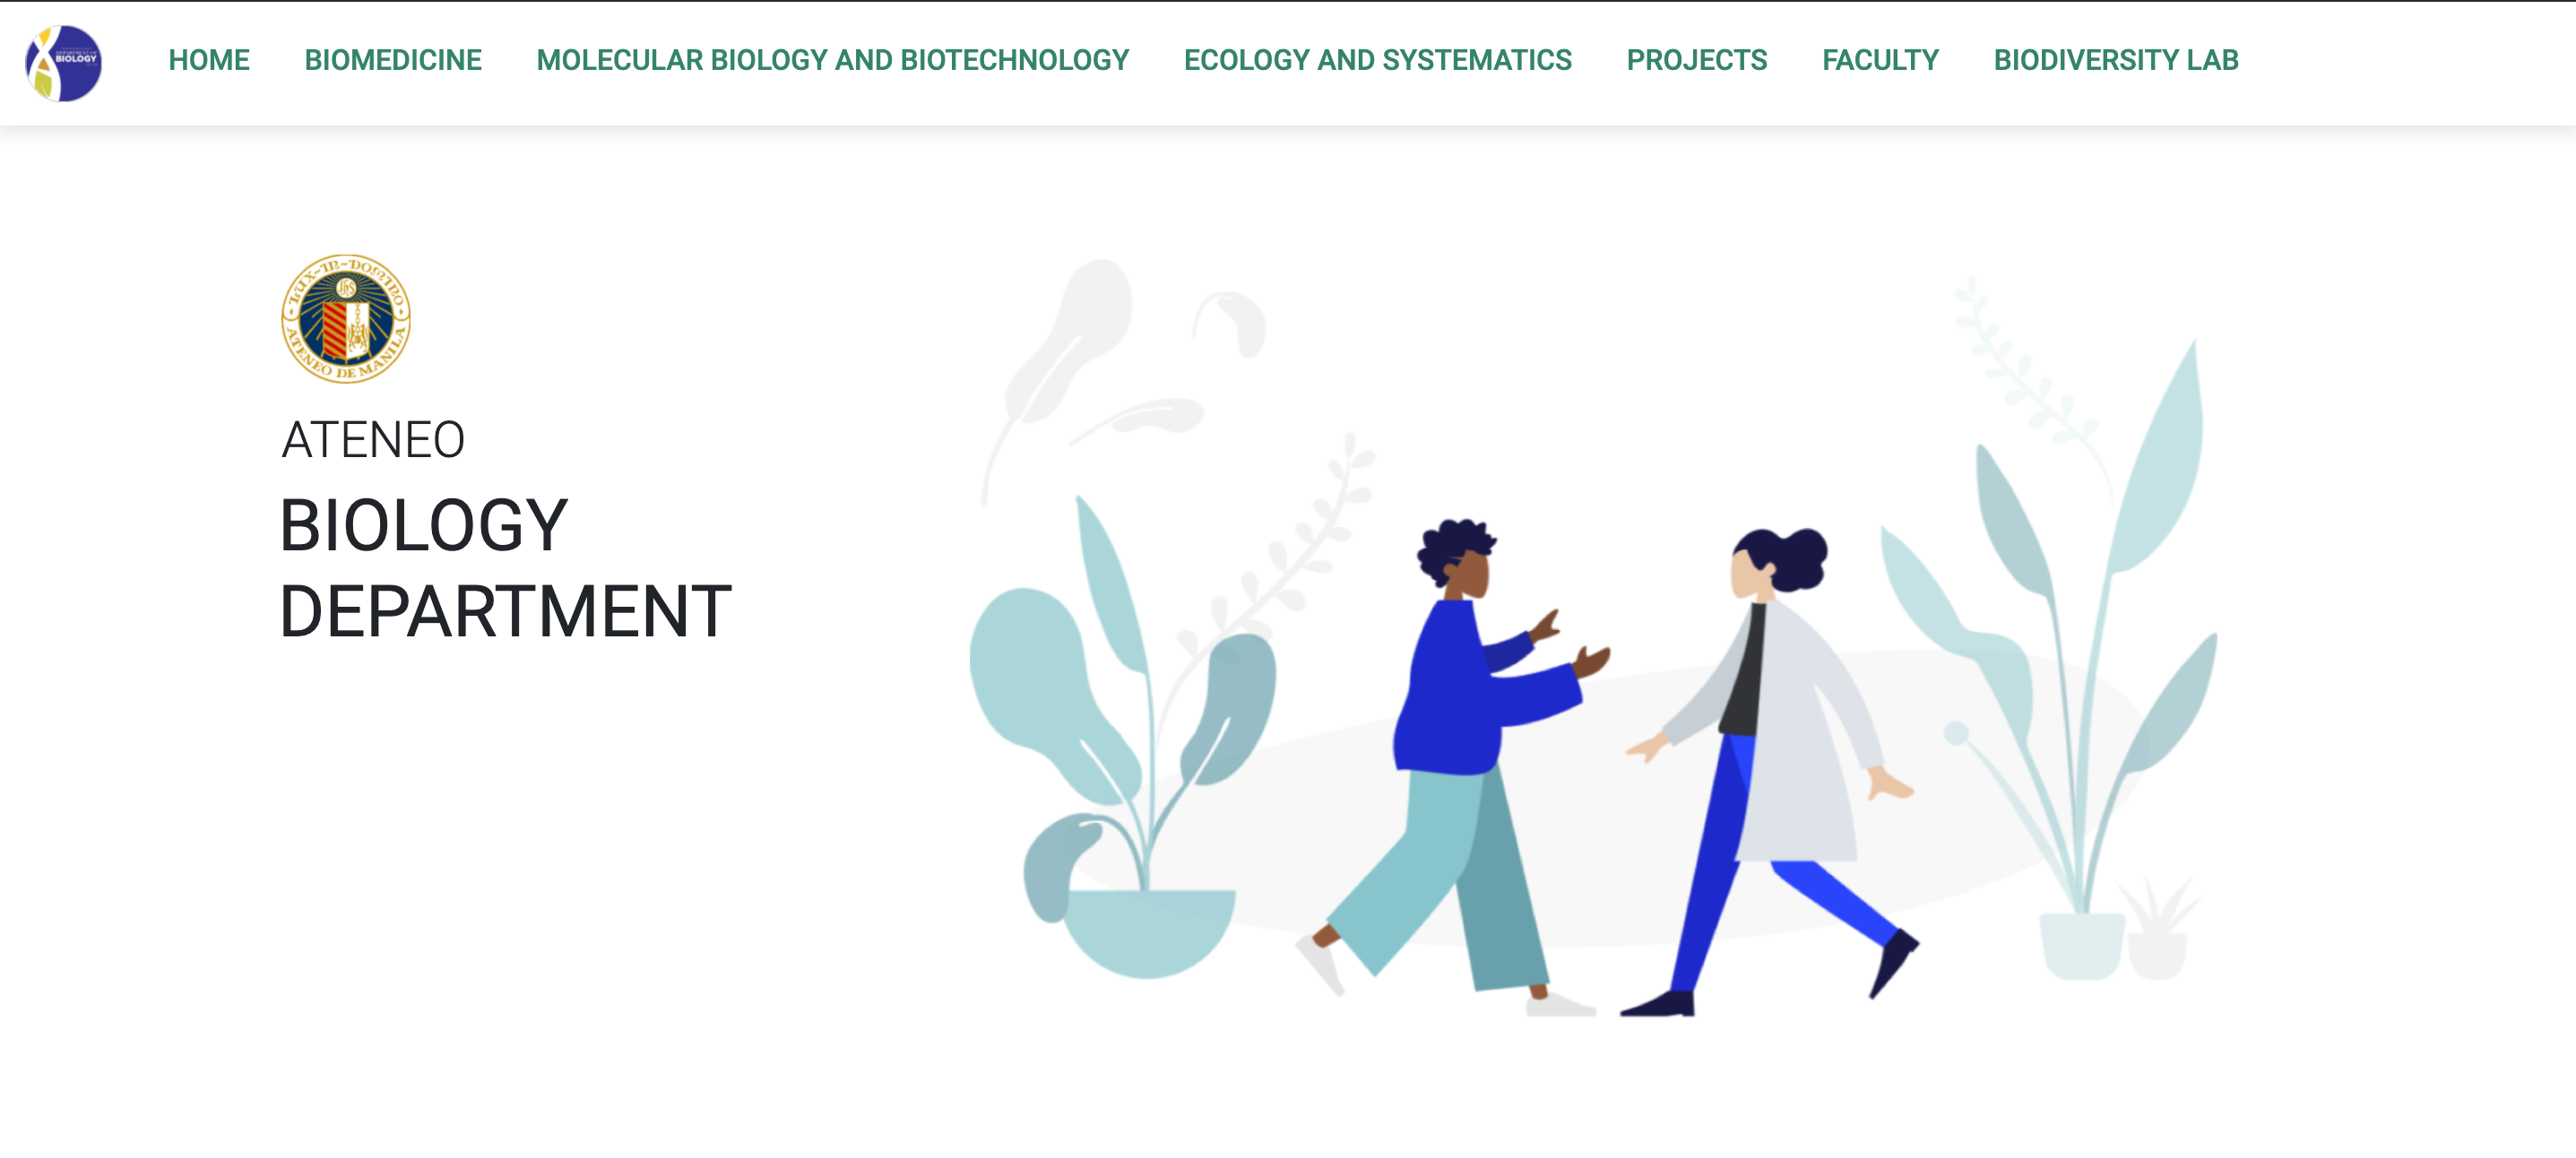 BIOLOGY
HOME BIOMEDICINE MOLECULAR BIOLOGY AND BIOTECHNOLOGY ECOLOGY AND SYSTEMATICS PROJECTS FACULTY BIODIVERSITY LAB
LUX-IN-DOMINO
ATENEO DE MANILA
ATENEO
BIOLOGY
DEPARTMENT